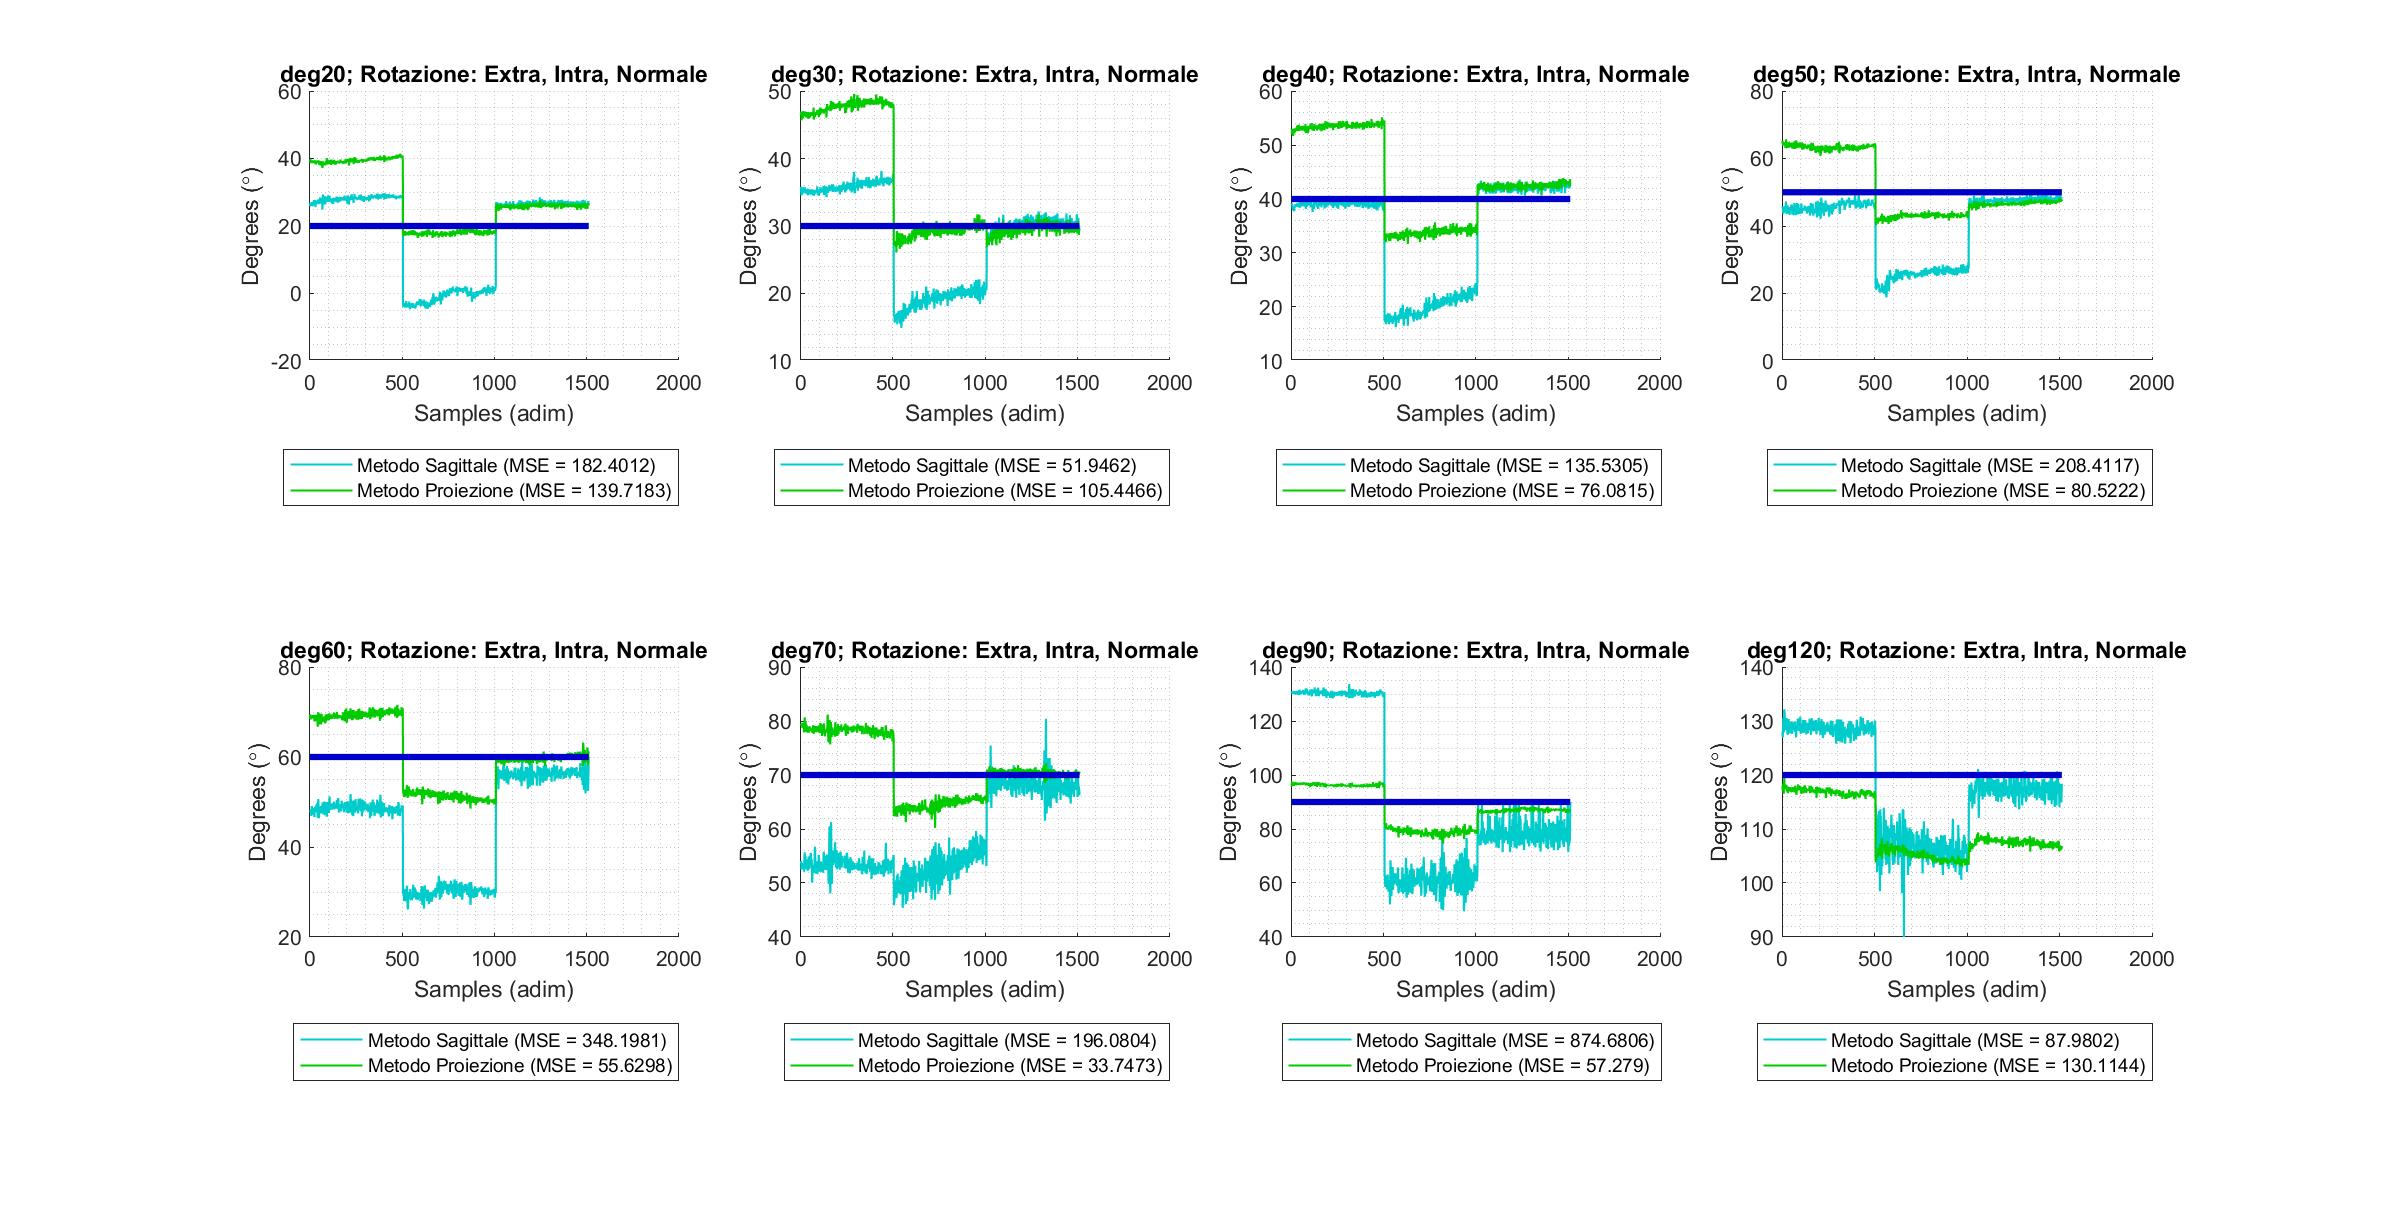 deg20; Rotazione: Extra, Intra, Normale
60
40
20
0
-20
Degrees (°)
0 500 1000 1500 2000
Samples (adim)
Metodo Sagittale (MSE = 182.4012)
Metodo Proiezione (MSE = 139.7183)
deg30; Rotazione: Extra, Intra, Normale
50
40
30
20
10
Degrees (°)
0 500 1000 1500 2000
Samples (adim)
Metodo Sagittale (MSE = 51.9462)
Metodo Proiezione (MSE = 105.4466)
deg40; Rotazione: Extra, Intra, Normale
60
50
40
30
20
10
Degrees (°)
0 500 1000 1500 2000
Samples (adim)
Metodo Sagittale (MSE = 135.5305)
Metodo Proiezione (MSE = 76.0815)
deg50; Rotazione: Extra, Intra, Normale
80
60
40
20
0
Degrees (°)
0 500 1000 1500 2000
Samples (adim)
Metodo Sagittale (MSE = 208.4117)
Metodo Proiezione (MSE = 80.5222)
deg60; Rotazione: Extra, Intra, Normale
80
60
40
20
Degrees (°)
0 500 1000 1500 2000
Samples (adim)
Metodo Sagittale (MSE = 348.1981)
Metodo Proiezione (MSE = 55.6298)
deg70; Rotazione: Extra, Intra, Normale
90
80
70
60
50
40
Degrees (°)
0 500 1000 1500 2000
Samples (adim)
Metodo Sagittale (MSE = 196.0804)
Metodo Proiezione (MSE = 33.7473)
deg90; Rotazione: Extra, Intra, Normale
140
120
100
80
60
40
Degrees (°)
0 500 1000 1500 2000
Samples (adim)
Metodo Sagittale (MSE = 874.6806)
Metodo Proiezione (MSE = 57.279)
deg120; Rotazione: Extra, Intra, Normale
140
130
120
110
100
90
Degrees (°)
0 500 1000 1500 2000
Samples (adim)
Metodo Sagittale (MSE = 87.9802)
Metodo Proiezione (MSE = 130.1144)